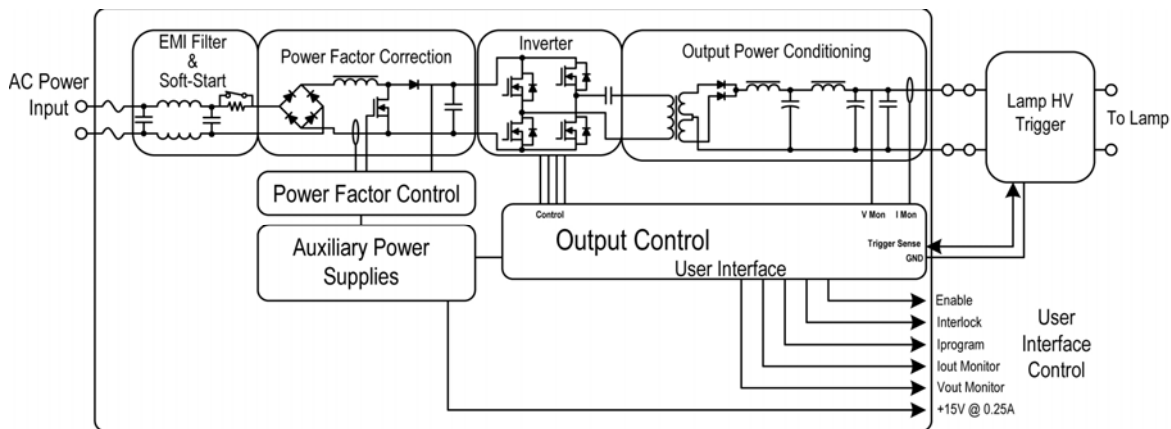 EMI Filter
&
Soft-Start
Power Factor Correction
Inverter
Output Power Conditioning
AC Power
Input
Lamp HV
Trigger
To Lamp
Power Factor Control
Control
V Mon
I Mon
Output Control
Trigger Sense
GND
User Interface
Auxiliary Power
Supplies
Enable
Interlock
Iprogram
Iout Monitor
Vout Monitor
+15V @ 0.25A
User
Interface
Control